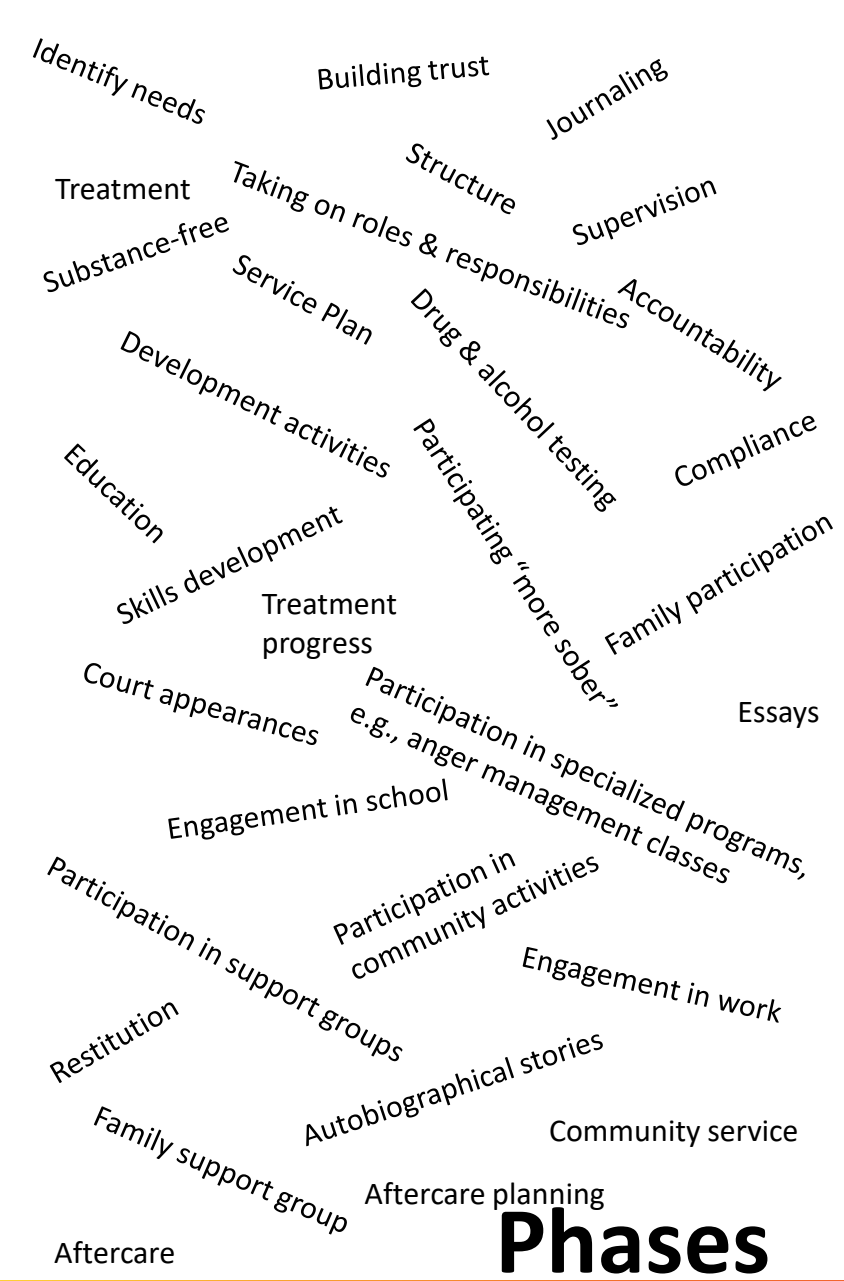 Identify needs
Building trust
Journaling
Structure
Treatment
Taking on roles & responsibilities
Supervision
Substance-free
Service Plan
Accountability
Drug & alcohol testing
Development activities
Compliance
Participating “more sober”
Education
Skills development
Family participation
Treatment
progress
Court appearances
Participation in specialized programs,
e.g., anger management classes
Essays
Engagement in school
Participation in
community activities
Participation in support groups
Engagement in work
Restitution
Autobiographical stories
Community service
Family support group
Aftercare planning
Phases
Aftercare